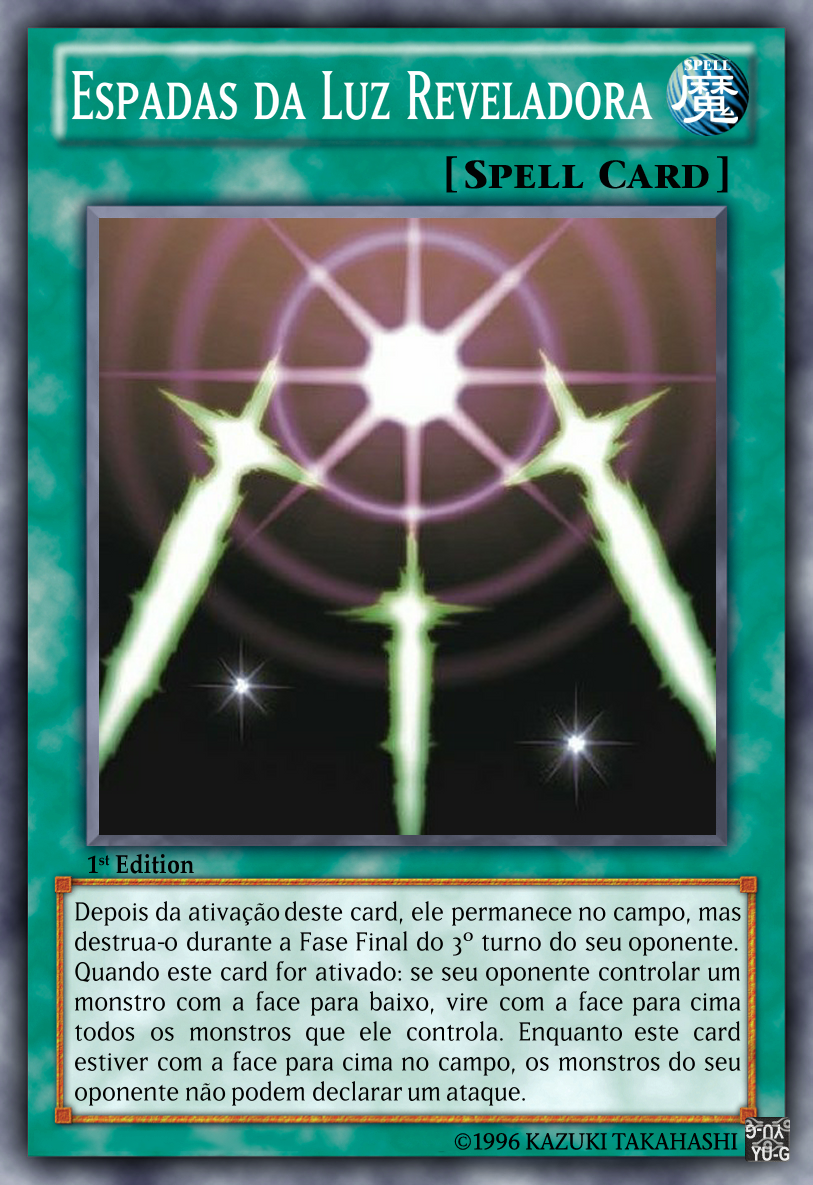 Espadas da Luz Reveladora
SPELL
魔
[Spell Card]
1st Edition
Depois da ativação deste card, ele permanece no campo, mas
destrua-o durante a Fase Final do 3º turno do seu oponente.
Quando este card for ativado: se seu oponente controlar um
monstro com a face para baixo, vire com a face para cima
todos os monstros que ele controla. Enquanto este card
estiver com a face para cima no campo, os monstros do seu
oponente não podem declarar um ataque.
©1996 KAZUKI TAKAHASHI
YU-G
YU-G